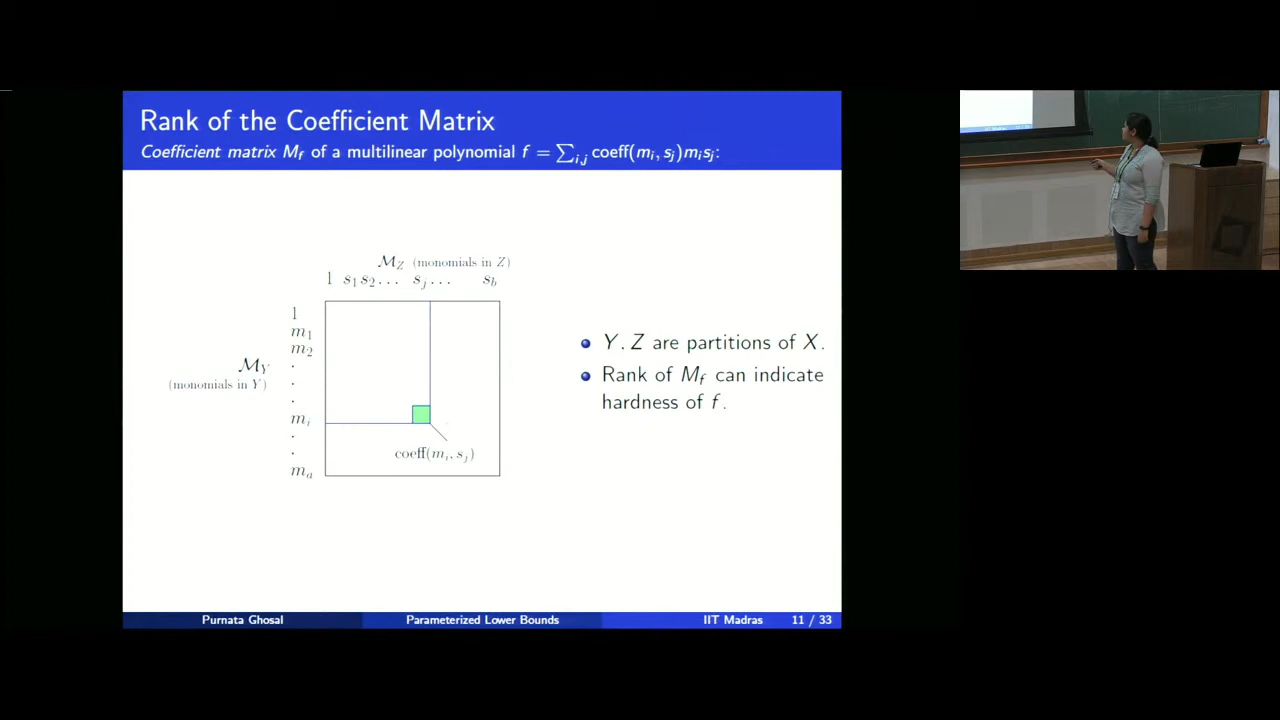 Rank of the Coefficient Matrix
Coefficient matrix M_f of a multilinear polynomial f = ∑_{i,j} coeff(m_i, s_j)m_i s_j:
M_Z (monomials in Z)
1 s_1 s_2 . . . s_j . . . s_b
1
m_1
m_2
M_Y
(monomials in Y)
.
.
.
m_i
.
.
m_a
coeff(m_i, s_j)
Y, Z are partitions of X.
Rank of M_f can indicate
hardness of f.
Purnata Ghosal Parameterized Lower Bounds IIT Madras 11 / 33